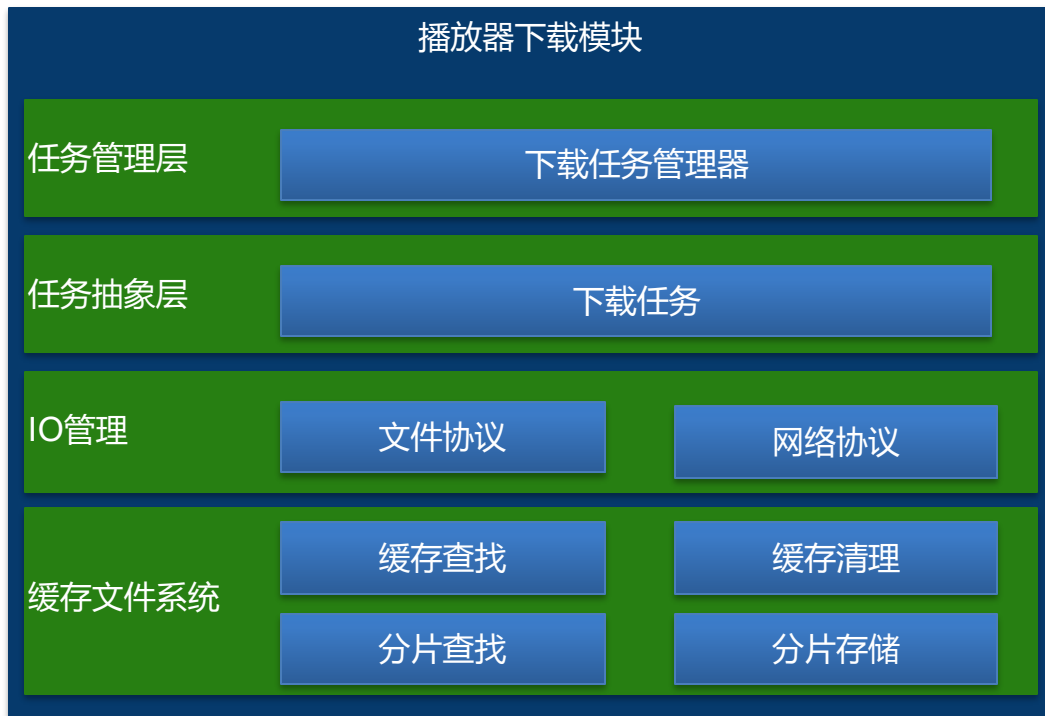 播放器下载模块
任务管理层
下载任务管理器
任务抽象层
下载任务
IO管理
文件协议
网络协议
缓存文件系统
缓存查找
缓存清理
分片查找
分片存储